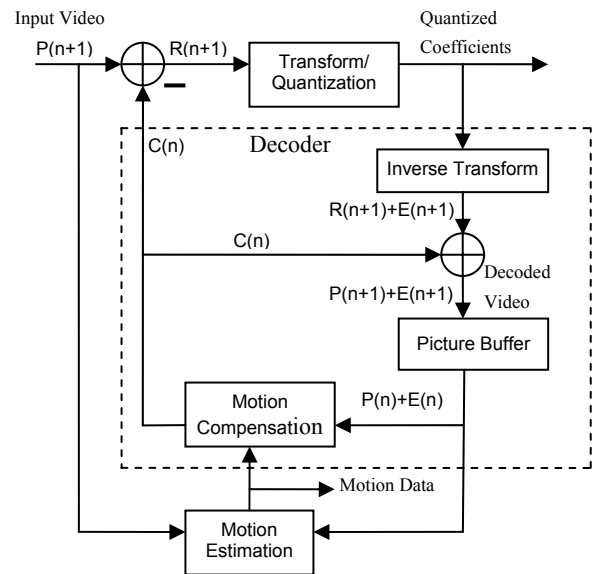 Input Video
Quantized
Coefficients
P(n+1)
R(n+1)
Transform/
Quantization
C(n)
Decoder
Inverse Transform
R(n+1)+E(n+1)
C(n)
Decoded
P(n+1)+E(n+1)
Video
Picture Buffer
P(n)+E(n)
Motion
Compensation
Motion Data
Motion
Estimation